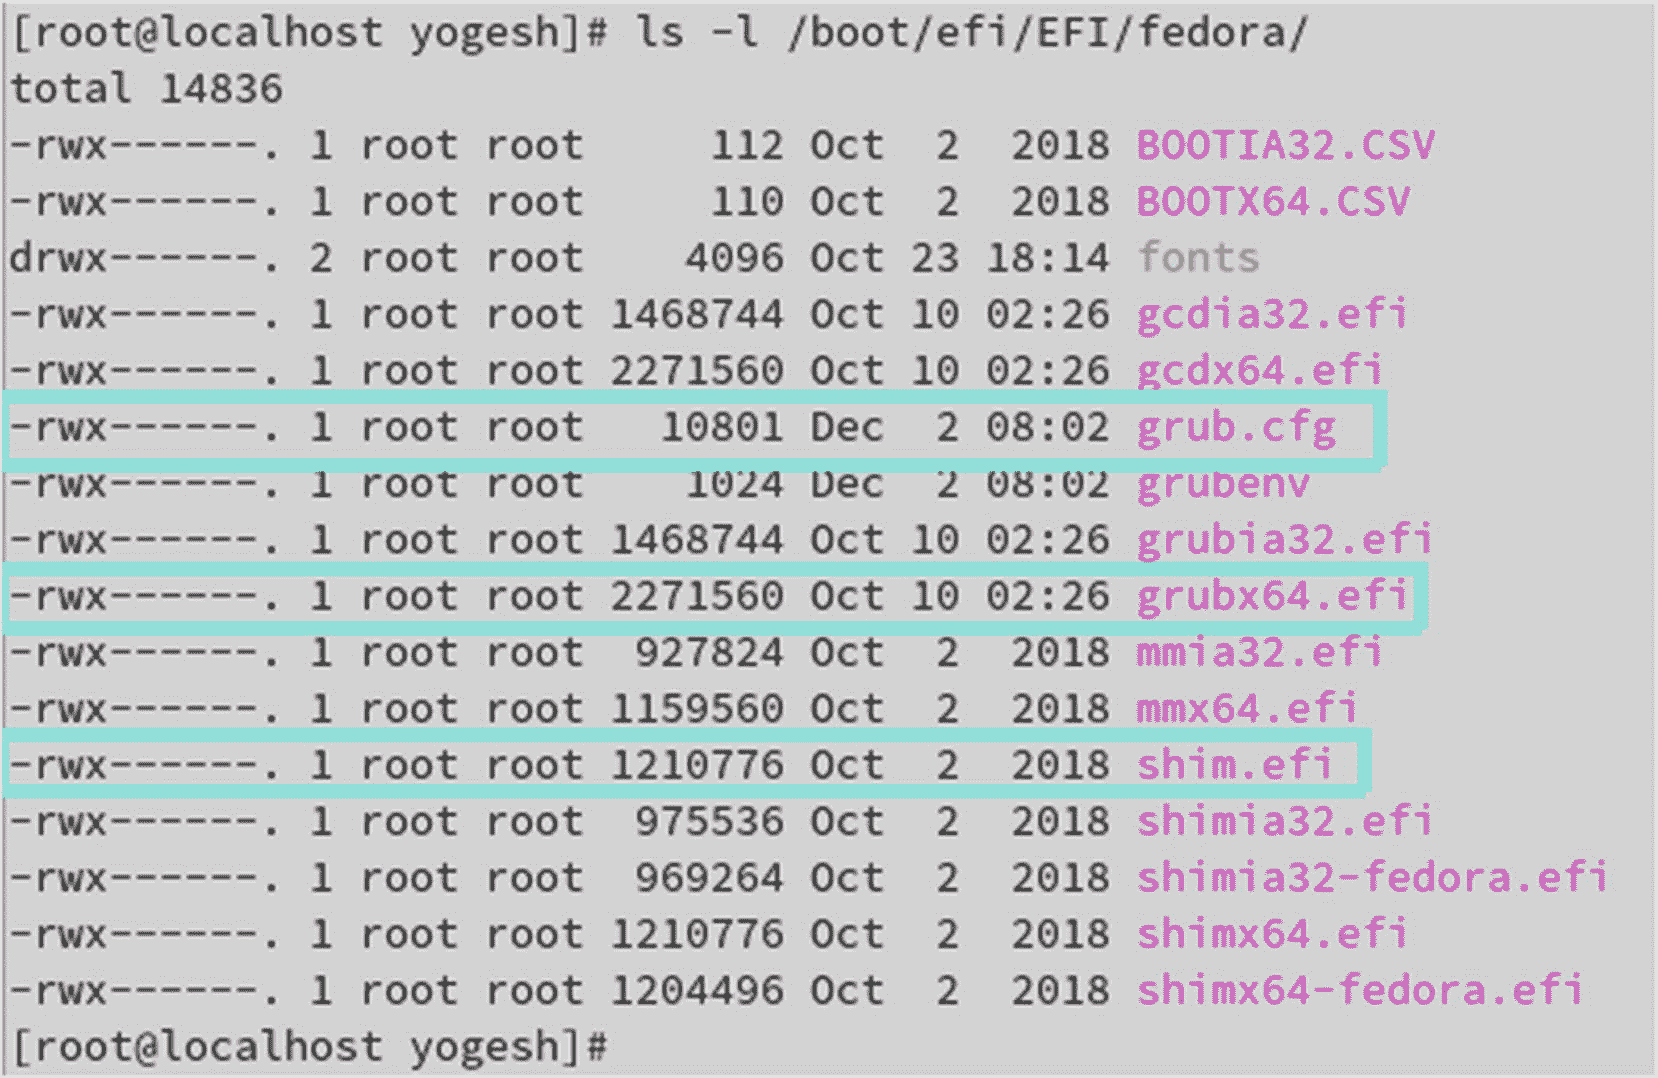 [root@localhost yogesh]# ls -l /boot/efi/EFI/fedora/
total 14836
-rwx------. 1 root root     112 Oct  2  2018 BOOTIA32.CSV
-rwx------. 1 root root     110 Oct  2  2018 BOOTX64.CSV
drwx------. 2 root root    4096 Oct 23 18:14 fonts
-rwx------. 1 root root 1468744 Oct 10 02:26 gcdia32.efi
-rwx------. 1 root root 2271560 Oct 10 02:26 gcdx64.efi
-rwx------. 1 root root   10801 Dec  2 08:02 grub.cfg
-rwx------. 1 root root    1024 Dec  2 08:02 grubenv
-rwx------. 1 root root 1468744 Oct 10 02:26 grubia32.efi
-rwx------. 1 root root 2271560 Oct 10 02:26 grubx64.efi
-rwx------. 1 root root  927824 Oct  2  2018 mmia32.efi
-rwx------. 1 root root 1159560 Oct  2  2018 mmx64.efi
-rwx------. 1 root root 1210776 Oct  2  2018 shim.efi
-rwx------. 1 root root  975536 Oct  2  2018 shimia32.efi
-rwx------. 1 root root  969264 Oct  2  2018 shimia32-fedora.efi
-rwx------. 1 root root 1210776 Oct  2  2018 shimx64.efi
-rwx------. 1 root root 1204496 Oct  2  2018 shimx64-fedora.efi
[root@localhost yogesh]#